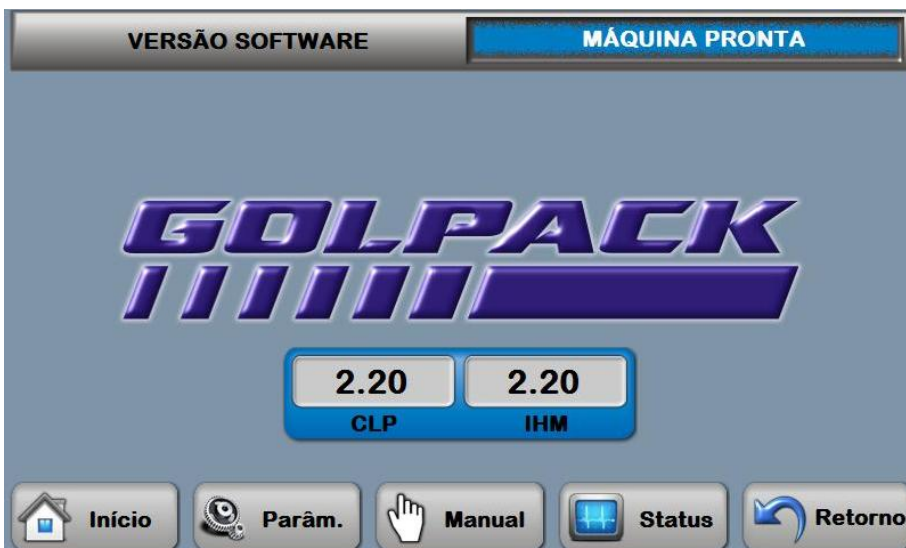 VERSÃO SOFTWARE MÁQUINA PRONTA
GOLPACK
2.20 2.20
CLP IHM
Início Parâm. Manual Status Retorno